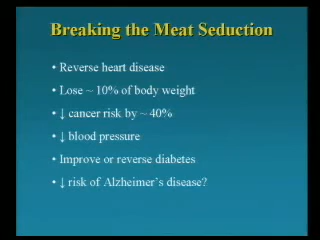 Breaking the Meat Seduction
• Reverse heart disease
• Lose ~ 10% of body weight
• ↓ cancer risk by ~ 40%
• ↓ blood pressure
• Improve or reverse diabetes
• ↓ risk of Alzheimer's disease?